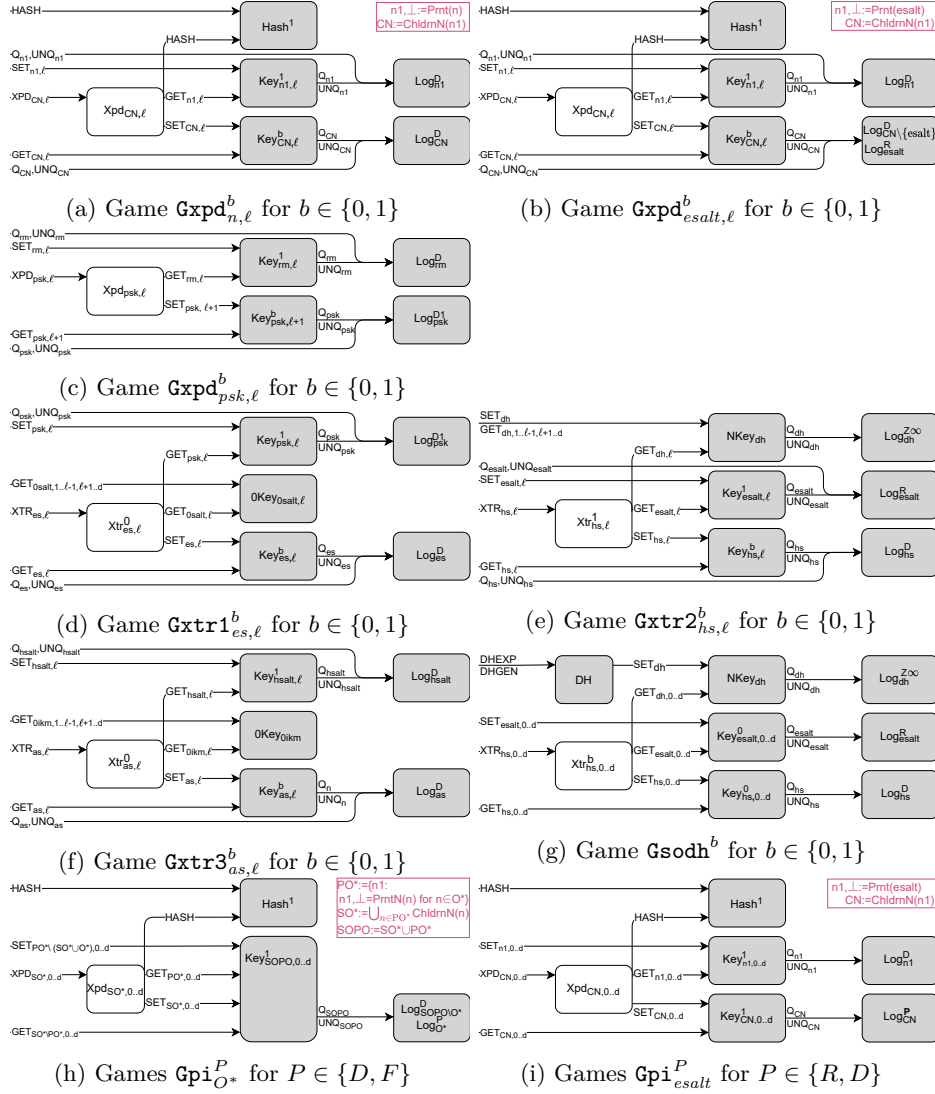 HASH
HASH
Hash¹
n1,⊥:=Prnt(n)
CN:=ChldrnN(n1)
Q_n1,UNQ_n1
SET_n1,ℓ
XPD_CN,ℓ
Xpd_CN,ℓ
GET_n1,ℓ
SET_CN,ℓ
Key¹_n1,ℓ
Q_n1
UNQ_n1
Log^D_n1
Key^b_CN,ℓ
Q_CN
UNQ_CN
Log^D_CN
GET_CN,ℓ
Q_CN,UNQ_CN
(a) Game Gxpd^b_n,ℓ for b ∈ {0, 1}
HASH
HASH
Hash¹
n1,⊥:=Prnt(esalt)
CN:=ChldrnN(n1)
Q_n1,UNQ_n1
SET_n1,ℓ
XPD_CN,ℓ
Xpd_CN,ℓ
GET_n1,ℓ
SET_CN,ℓ
Key¹_n1,ℓ
Q_n1
UNQ_n1
Log^D_n1
Key^b_CN,ℓ
Q_CN
UNQ_CN
Log^D_CN\{esalt}
Log^R_esalt
GET_CN,ℓ
Q_CN,UNQ_CN
(b) Game Gxpd^b_esalt,ℓ for b ∈ {0, 1}
Q_rm,UNQ_rm
SET_rm,ℓ
XPD_psk,ℓ
Xpd_psk,ℓ
GET_rm,ℓ
SET_psk, ℓ+1
Key¹_rm,ℓ
Q_rm
UNQ_rm
Log^D_rm
Key^b_psk,ℓ+1
Q_psk
UNQ_psk
Log^D1_psk
GET_psk,ℓ+1
Q_psk,UNQ_psk
(c) Game Gxpd^b_psk,ℓ for b ∈ {0, 1}
Q_psk,UNQ_psk
SET_psk,ℓ
GET_psk,ℓ
Key¹_psk,ℓ
Q_psk
UNQ_psk
Log^D1_psk
GET_0salt,1..ℓ-1,ℓ+1..d
XTR_es,ℓ
Xtr⁰_es,ℓ
GET_0salt,ℓ
0Key_0salt,ℓ
SET_es,ℓ
Key^b_es,ℓ
Q_es
UNQ_es
Log^D_es
GET_es,ℓ
Q_es,UNQ_es
(d) Game Gxtr1^b_es,ℓ for b ∈ {0, 1}
SET_dh
GET_dh,1..ℓ-1,ℓ+1..d
GET_dh,ℓ
NKey_dh
Q_dh
UNQ_dh
Log^Z∞_dh
Q_esalt,UNQ_esalt
SET_esalt,ℓ
XTR_hs,ℓ
Xtr¹_hs,ℓ
GET_esalt,ℓ
Key¹_esalt,ℓ
Q_esalt
UNQ_esalt
Log^R_esalt
SET_hs,ℓ
Key^b_hs,ℓ
Q_hs
UNQ_hs
Log^D_hs
GET_hs,ℓ
Q_hs,UNQ_hs
(e) Game Gxtr2^b_hs,ℓ for b ∈ {0, 1}
Q_hsalt,UNQ_hsalt
SET_hsalt,ℓ
GET_hsalt,ℓ
Key¹_hsalt,ℓ
Q_hsalt
UNQ_hsalt
Log^D_hsalt
GET_0ikm,1..ℓ-1,ℓ+1..d
XTR_as,ℓ
Xtr⁰_as,ℓ
GET_0ikm,ℓ
0Key_0ikm
SET_as,ℓ
Key^b_as,ℓ
Q_n
UNQ_n
Log^D_as
GET_as,ℓ
Q_as,UNQ_as
(f) Game Gxtr3^b_as,ℓ for b ∈ {0, 1}
DHEXP
DHGEN
DH
SET_dh
GET_dh,0..d
NKey_dh
Q_dh
UNQ_dh
Log^Z∞_dh
SET_esalt,0..d
XTR_hs,0..d
Xtr^b_hs,0..d
GET_esalt,0..d
Key⁰_esalt,0..d
Q_esalt
UNQ_esalt
Log^R_esalt
SET_hs,0..d
Key⁰_hs,0..d
Q_hs
UNQ_hs
Log^D_hs
GET_hs,0..d
(g) Game Gsodh^b for b ∈ {0, 1}
HASH
HASH
Hash¹
PO*:={n1:
n1,⊥=PrntN(n) for n∈O*}
SO*:=⋃_n∈PO* ChldrnN(n)
SOPO:=SO*∪PO*
SET_PO*\(SO*∪O*),0..d
XPD_SO*,0..d
Xpd_SO*,0..d
GET_PO*,0..d
SET_SO*,0..d
Key¹_SOPO,0..d
Q_SOPO
UNQ_SOPO
Log^D_SOPO\O*
Log^P_O*
GET_SO*\PO*,0..d
(h) Games Gpi^P_O* for P ∈ {D, F}
HASH
HASH
Hash¹
n1,⊥:=Prnt(esalt)
CN:=ChldrnN(n1)
SET_n1,0..d
XPD_CN,0..d
Xpd_CN,0..d
GET_n1,0..d
SET_CN,0..d
Key¹_n1,0..d
Q_n1
UNQ_n1
Log^D_n1
Key¹_CN,0..d
Q_CN
UNQ_CN
Log^P_CN
GET_CN,0..d
(i) Games Gpi^P_esalt for P ∈ {R, D}